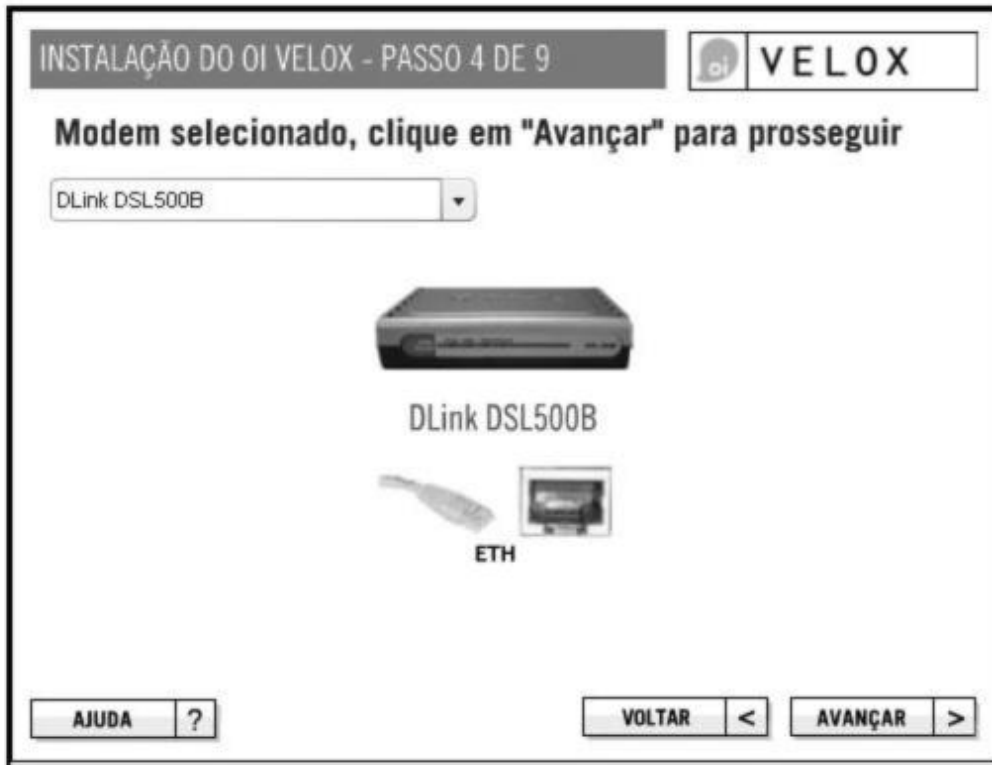 INSTALAÇÃO DO OI VELOX - PASSO 4 DE 9
oi VELOX
Modem selecionado, clique em "Avançar" para prosseguir
DLink DSL500B
DLink DSL500B
ETH
AJUDA ?
VOLTAR <
AVANÇAR >